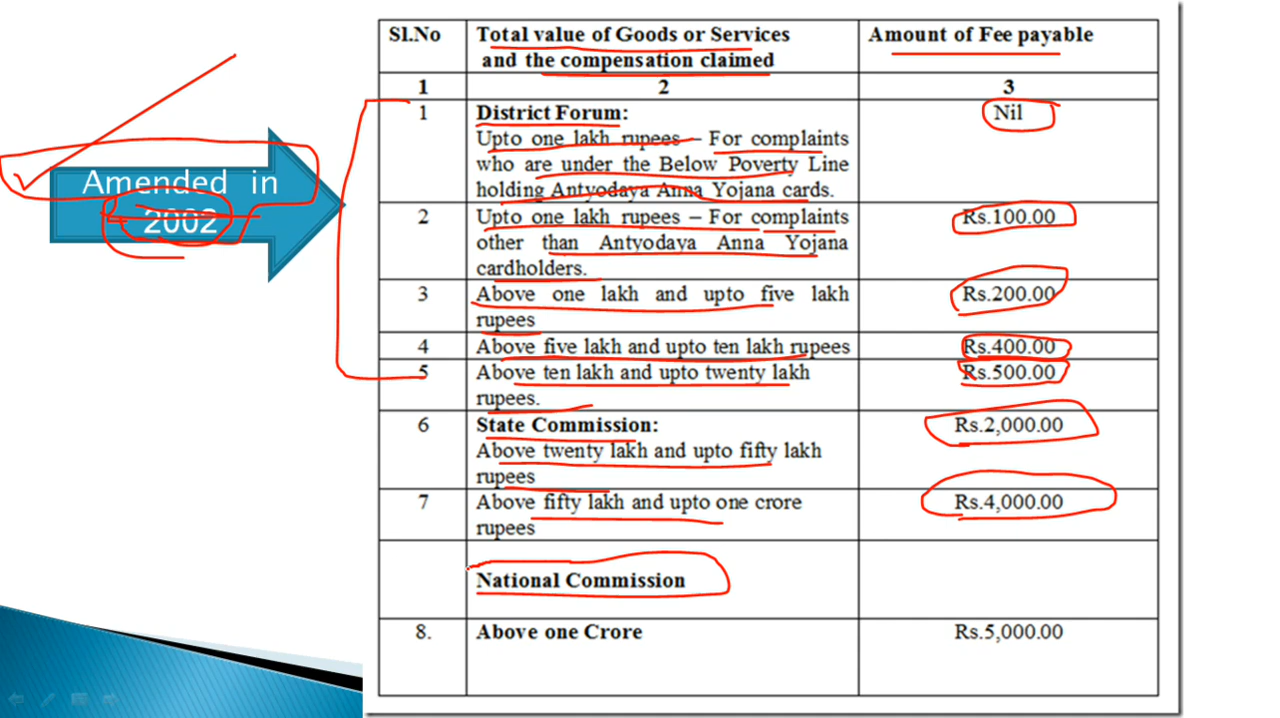 Amended in
2002
Sl.No Total value of Goods or Services Amount of Fee payable
and the compensation claimed
1 2 3
1 District Forum: Nil
Upto one lakh rupees – For complaints
who are under the Below Poverty Line
holding Antyodaya Anna Yojana cards.
2 Upto one lakh rupees – For complaints Rs.100.00
other than Antyodaya Anna Yojana
cardholders.
3 Above one lakh and upto five lakh Rs.200.00
rupees
4 Above five lakh and upto ten lakh rupees Rs.400.00
5 Above ten lakh and upto twenty lakh Rs.500.00
rupees.
6 State Commission: Rs.2,000.00
Above twenty lakh and upto fifty lakh
rupees
7 Above fifty lakh and upto one crore Rs.4,000.00
rupees
National Commission
8. Above one Crore Rs.5,000.00